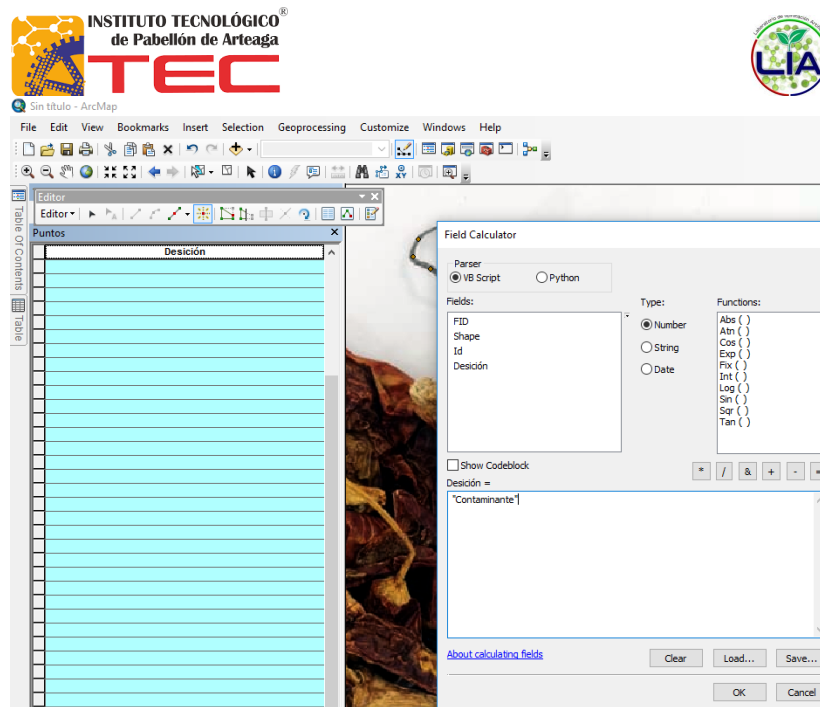 INSTITUTO TECNOLÓGICO®
de Pabellón de Arteaga
TEC
LIA
Sin título - ArcMap
File Edit View Bookmarks Insert Selection Geoprocessing Customize Windows Help
Editor
Editor
Puntos
Desición
Table Of Contents
Table
Field Calculator
Parser
VB Script Python
Fields:
FID
Shape
Id
Desición
Type:
Number
String
Date
Functions:
Abs ( )
Atn ( )
Cos ( )
Exp ( )
Fix ( )
Int ( )
Log ( )
Sin ( )
Sqr ( )
Tan ( )
Show Codeblock
* / & + - =
Desición =
"Contaminante"
About calculating fields
Clear Load... Save...
OK Cancel